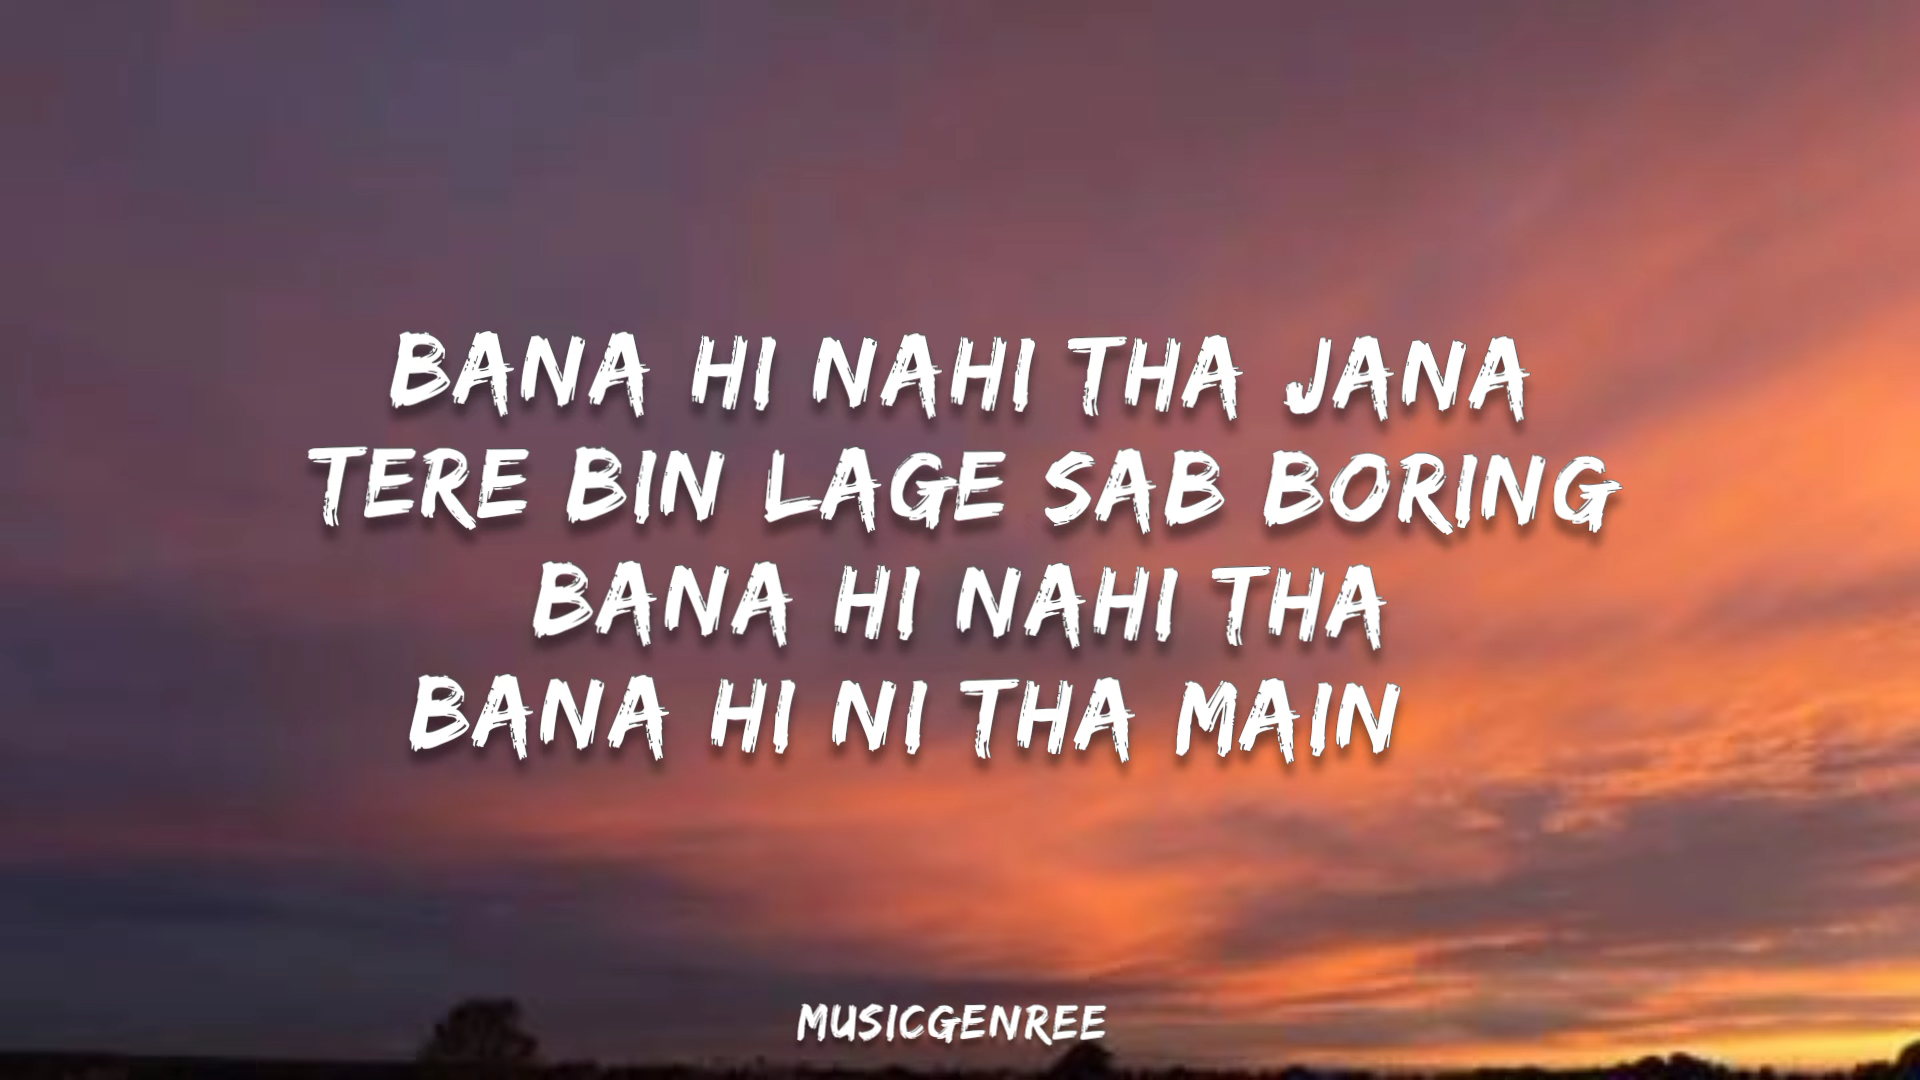 BANA HI NAHI THA JANA
TERE BIN LAGE SAB BORING
BANA HI NAHI THA
BANA HI NI THA MAIN
MUSICGENREE